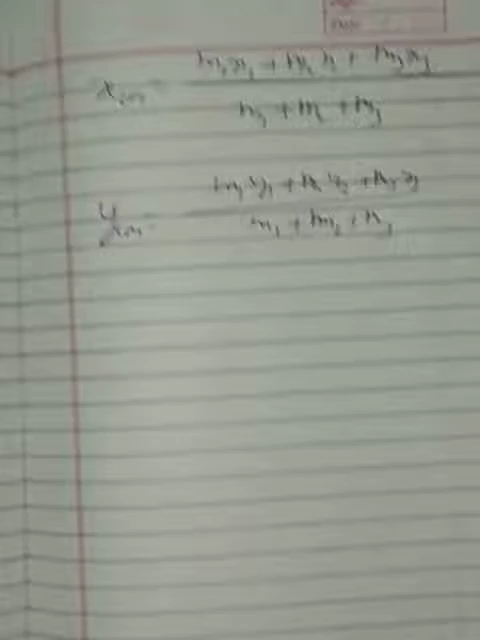 x_cm = (m₁x₁ + m₂x₂ + m₃x₃) / (m₁ + m₂ + m₃)
y_cm = (m₁y₁ + m₂y₂ + m₃y₃) / (m₁ + m₂ + m₃)